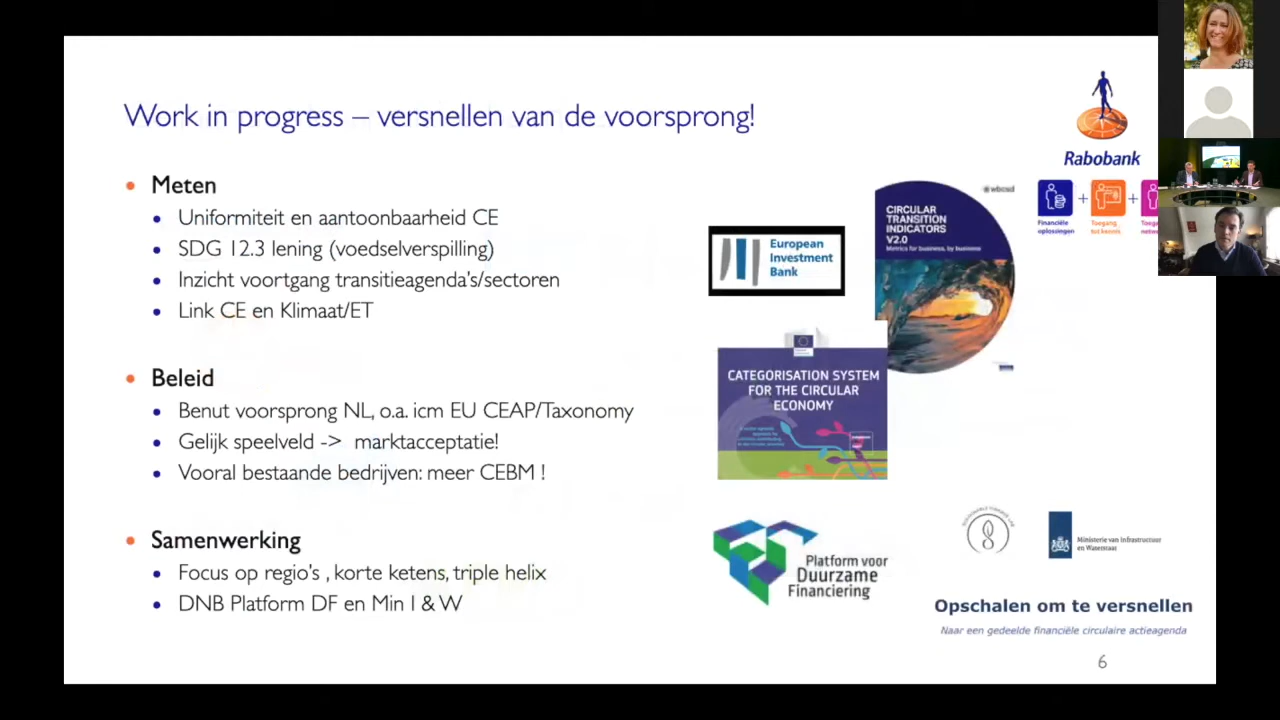 Work in progress – versnellen van de voorsprong!
Rabobank
• Meten
• Uniformiteit en aantoonbaarheid CE
• SDG 12.3 lening (voedselverspilling)
• Inzicht voortgang transitieagenda's/sectoren
• Link CE en Klimaat/ET
• Beleid
• Benut voorsprong NL, o.a. icm EU CEAP/Taxonomy
• Gelijk speelveld -> marktacceptatie!
• Vooral bestaande bedrijven: meer CEBM !
• Samenwerking
• Focus op regio's , korte ketens, triple helix
• DNB Platform DF en Min I & W
European
Investment
Bank
wbcsd
CIRCULAR
TRANSITION
INDICATORS
V2.0
Metrics for business, by business
+ +
Financiële
oplossingen
Toegang
tot kennis
CATEGORISATION SYSTEM
FOR THE CIRCULAR
ECONOMY
Platform voor
Duurzame
Financiering
Ministerie van Infrastructuur
en Waterstaat
Opschalen om te versnellen
Naar een gedeelde financiële circulaire actieagenda
6